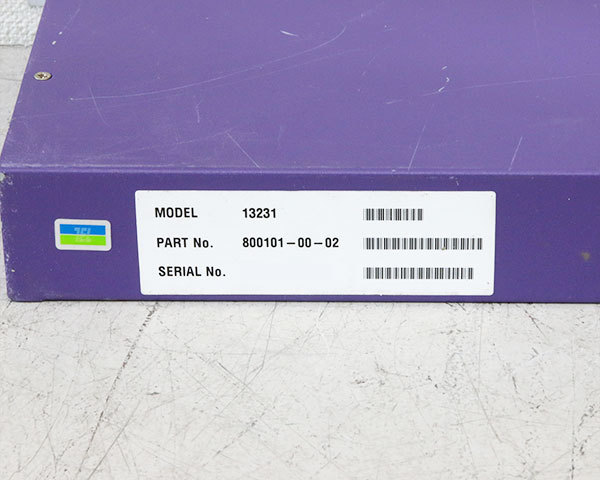 MODEL 13231
PART No. 800101-00-02
SERIAL No.